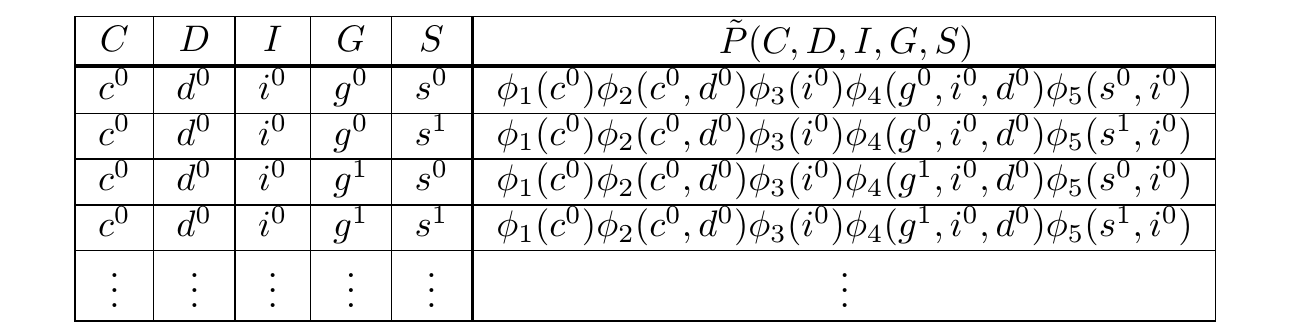 C D I G S P̃(C, D, I, G, S)
c⁰ d⁰ i⁰ g⁰ s⁰ ϕ₁(c⁰)ϕ₂(c⁰, d⁰)ϕ₃(i⁰)ϕ₄(g⁰, i⁰, d⁰)ϕ₅(s⁰, i⁰)
c⁰ d⁰ i⁰ g⁰ s¹ ϕ₁(c⁰)ϕ₂(c⁰, d⁰)ϕ₃(i⁰)ϕ₄(g⁰, i⁰, d⁰)ϕ₅(s¹, i⁰)
c⁰ d⁰ i⁰ g¹ s⁰ ϕ₁(c⁰)ϕ₂(c⁰, d⁰)ϕ₃(i⁰)ϕ₄(g¹, i⁰, d⁰)ϕ₅(s⁰, i⁰)
c⁰ d⁰ i⁰ g¹ s¹ ϕ₁(c⁰)ϕ₂(c⁰, d⁰)ϕ₃(i⁰)ϕ₄(g¹, i⁰, d⁰)ϕ₅(s¹, i⁰)
⋮ ⋮ ⋮ ⋮ ⋮ ⋮